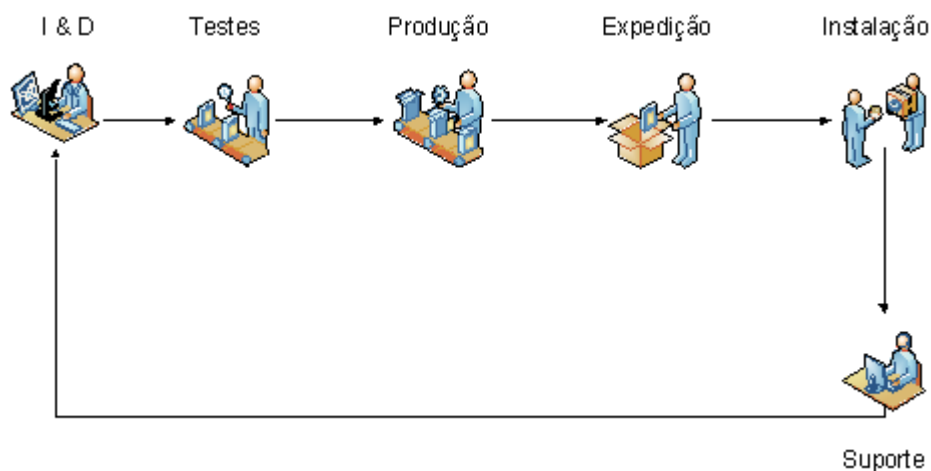 I & D
Testes
Produção
Expedição
Instalação
Suporte